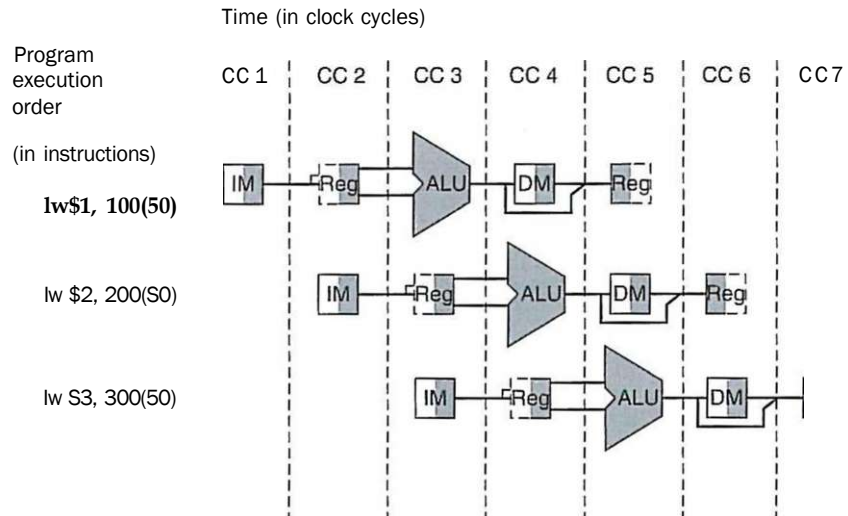 Time (in clock cycles)
Program
execution
order
(in instructions)
CC 1 CC 2 CC 3 CC 4 CC 5 CC 6 CC7
lw$1, 100(50)
IM Reg ALU DM Reg
lw $2, 200(S0)
IM Reg ALU DM Reg
lw S3, 300(50)
IM Reg ALU DM